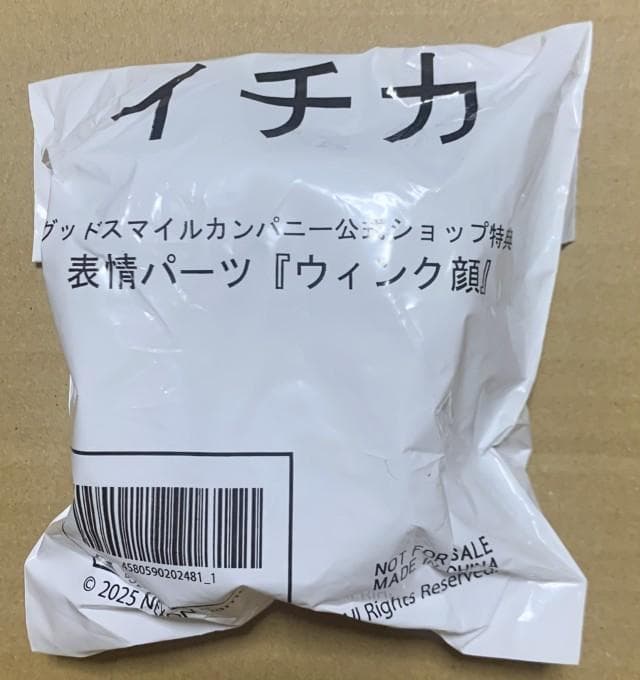 イチカ
グッドスマイルカンパニー公式ショップ特典
表情パーツ『ウィンク顔』
4580590202481_1
NOT FOR SALE
MADE IN CHINA
© 2025 NEXON
All Rights Reserved.